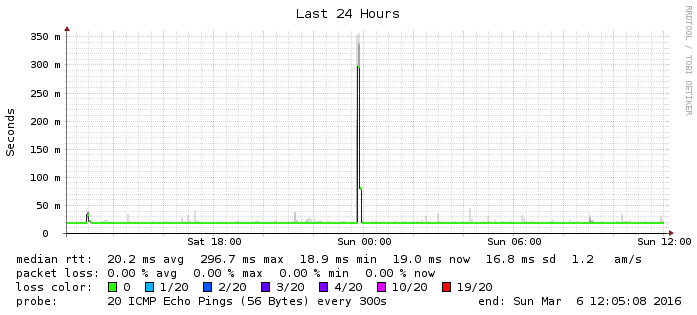 Last 24 Hours
RRDTOOL / TOBI OETIKER
Seconds
350 m
300 m
250 m
200 m
150 m
100 m
50 m
0
Sat 18:00 Sun 00:00 Sun 06:00 Sun 12:00
median rtt: 20.2 ms avg 296.7 ms max 18.9 ms min 19.0 ms now 16.8 ms sd 1.2 am/s
packet loss: 0.00 % avg 0.00 % max 0.00 % min 0.00 % now
loss color: 0 1/20 2/20 3/20 4/20 10/20 19/20
probe: 20 ICMP Echo Pings (56 Bytes) every 300s end: Sun Mar 6 12:05:08 2016